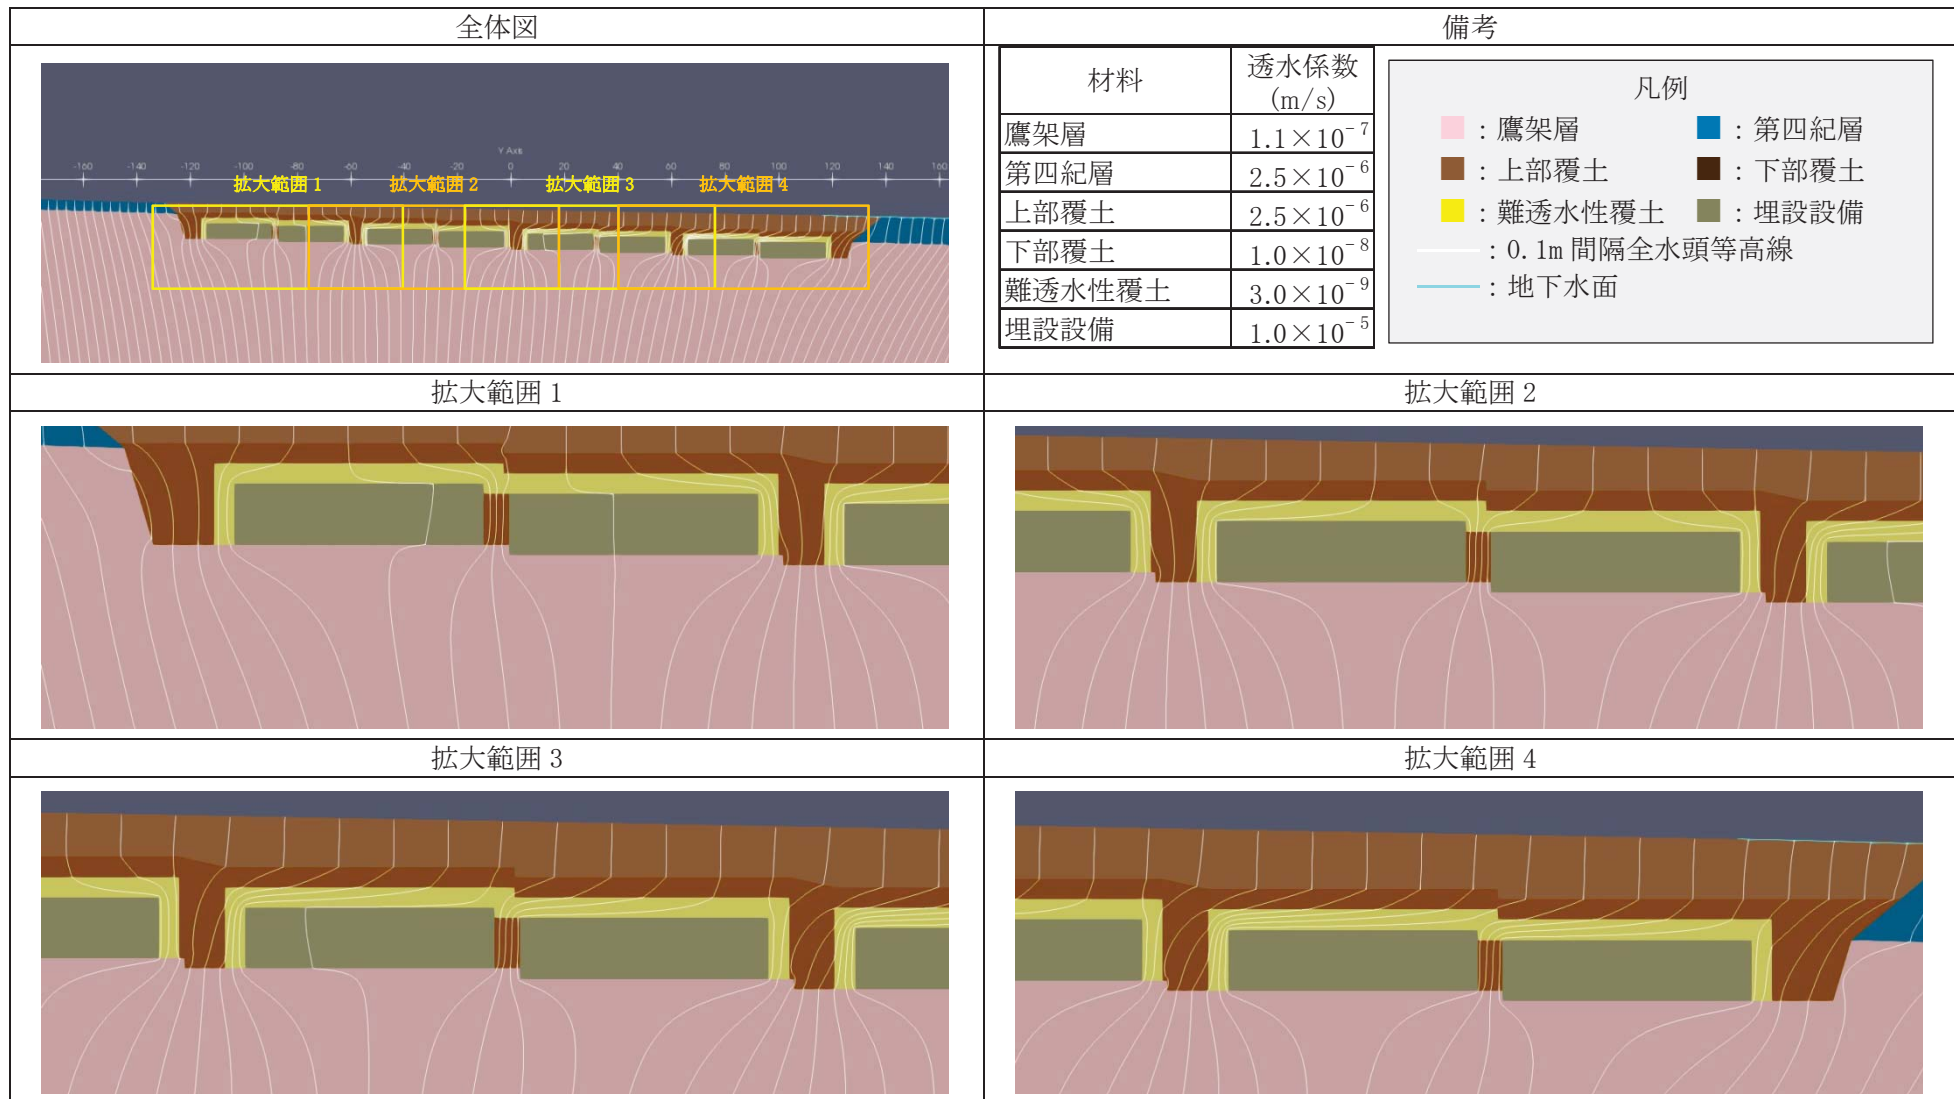 全体図
備考
Y Axis
-160 -140 -120 -100 -80 -60 -40 -20 0 20 40 60 80 100 120 140 160
拡大範囲 1 拡大範囲 2 拡大範囲 3 拡大範囲 4
材料 透水係数 (m/s)
鷹架層 1.1×10⁻⁷
第四紀層 2.5×10⁻⁶
上部覆土 2.5×10⁻⁶
下部覆土 1.0×10⁻⁸
難透水性覆土 3.0×10⁻⁹
埋設設備 1.0×10⁻⁵
凡例
：鷹架層 ：第四紀層
：上部覆土 ：下部覆土
：難透水性覆土 ：埋設設備
：0.1m 間隔全水頭等高線
：地下水面
拡大範囲 1
拡大範囲 2
拡大範囲 3
拡大範囲 4